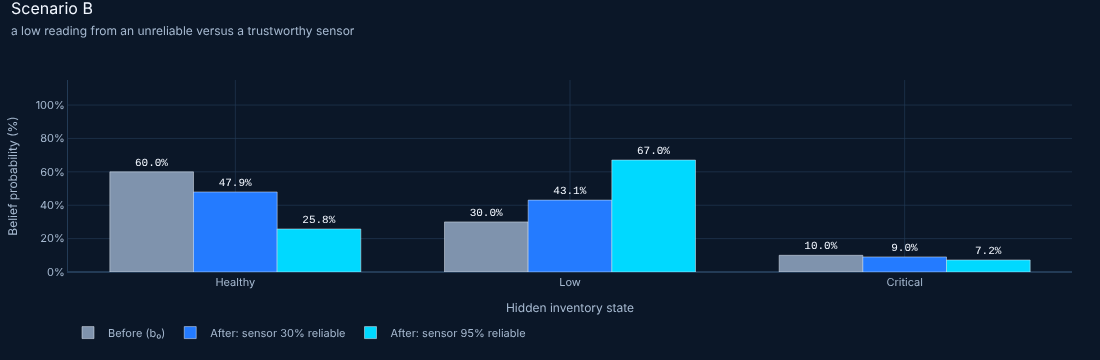 Scenario B
a low reading from an unreliable versus a trustworthy sensor
Belief probability (%)
100%
80%
60%
40%
20%
0%
60.0%
47.9%
25.8%
30.0%
43.1%
67.0%
10.0%
9.0%
7.2%
Healthy
Low
Critical
Hidden inventory state
Before (b₀)
After: sensor 30% reliable
After: sensor 95% reliable